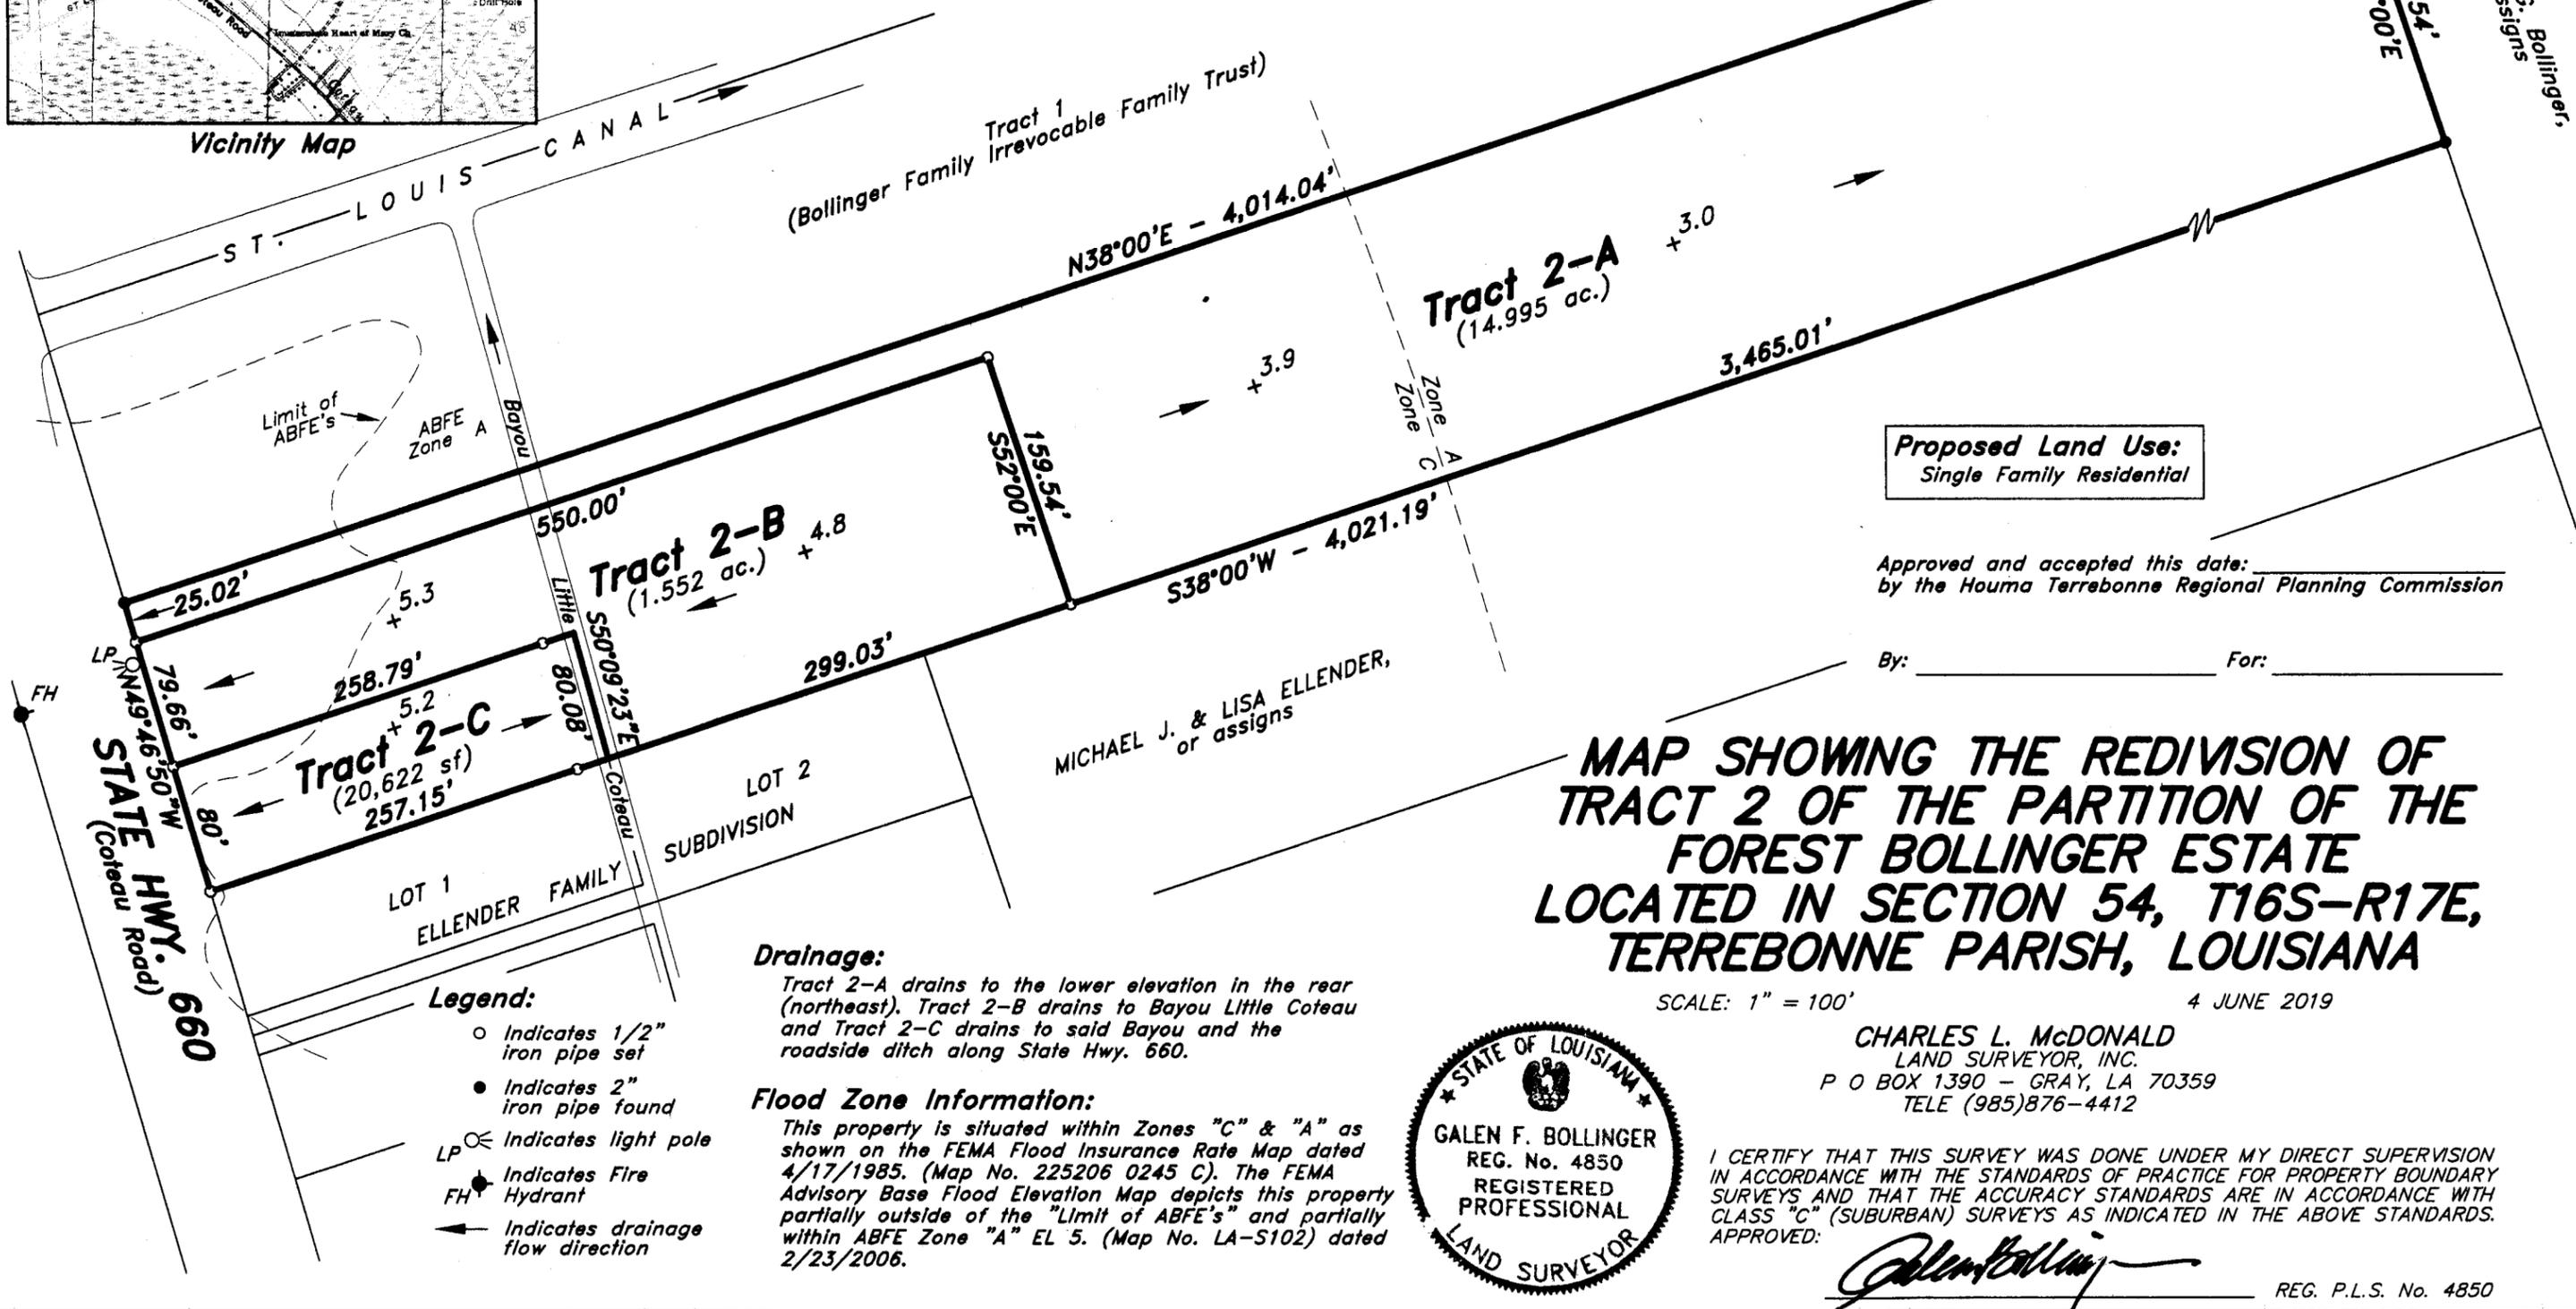 Road
Immaculate Heart of Mary Ch.
Drill Hole
48
Vicinity Map
ST. LOUIS CANAL
Tract 1
(Bollinger Family Irrevocable Family Trust)
54'
°00'E
Bollinger,
ssigns
N38°00'E - 4,014.04'
3.0
Tract 2-A
(14.995 ac.)
3.9
3,465.01'
Zone A
Zone C
Limit of
ABFE's
ABFE
Zone A
Bayou
Little
Coteau
550.00'
159.54'
S52°00'E
Tract 2-B
(1.552 ac.)
4.8
S38°00'W - 4,021.19'
25.02'
5.3
LP
FH
79.66'
N49°46'50"W
80'
258.79'
5.2
80.08'
S50°09'23"E
299.03'
Tract 2-C
(20,622 sf)
257.15'
STATE HWY. 660
(Coteau Road)
LOT 1
LOT 2
ELLENDER FAMILY SUBDIVISION
MICHAEL J. & LISA ELLENDER,
or assigns
Proposed Land Use:
Single Family Residential
Approved and accepted this date:
by the Houma Terrebonne Regional Planning Commission
By: For:
MAP SHOWING THE REDIVISION OF
TRACT 2 OF THE PARTITION OF THE
FOREST BOLLINGER ESTATE
LOCATED IN SECTION 54, T16S-R17E,
TERREBONNE PARISH, LOUISIANA
SCALE: 1" = 100' 4 JUNE 2019
CHARLES L. McDONALD
LAND SURVEYOR, INC.
P O BOX 1390 - GRAY, LA 70359
TELE (985)876-4412
I CERTIFY THAT THIS SURVEY WAS DONE UNDER MY DIRECT SUPERVISION
IN ACCORDANCE WITH THE STANDARDS OF PRACTICE FOR PROPERTY BOUNDARY
SURVEYS AND THAT THE ACCURACY STANDARDS ARE IN ACCORDANCE WITH
CLASS "C" (SUBURBAN) SURVEYS AS INDICATED IN THE ABOVE STANDARDS.
APPROVED:
REG. P.L.S. No. 4850
Legend:
Indicates 1/2"
iron pipe set
Indicates 2"
iron pipe found
LP Indicates light pole
Indicates Fire
FH Hydrant
Indicates drainage
flow direction
Drainage:
Tract 2-A drains to the lower elevation in the rear
(northeast). Tract 2-B drains to Bayou Little Coteau
and Tract 2-C drains to said Bayou and the
roadside ditch along State Hwy. 660.
Flood Zone Information:
This property is situated within Zones "C" & "A" as
shown on the FEMA Flood Insurance Rate Map dated
4/17/1985. (Map No. 225206 0245 C). The FEMA
Advisory Base Flood Elevation Map depicts this property
partially outside of the "Limit of ABFE's" and partially
within ABFE Zone "A" EL 5. (Map No. LA-S102) dated
2/23/2006.
STATE OF LOUISIANA
GALEN F. BOLLINGER
REG. No. 4850
REGISTERED
PROFESSIONAL
LAND SURVEYOR